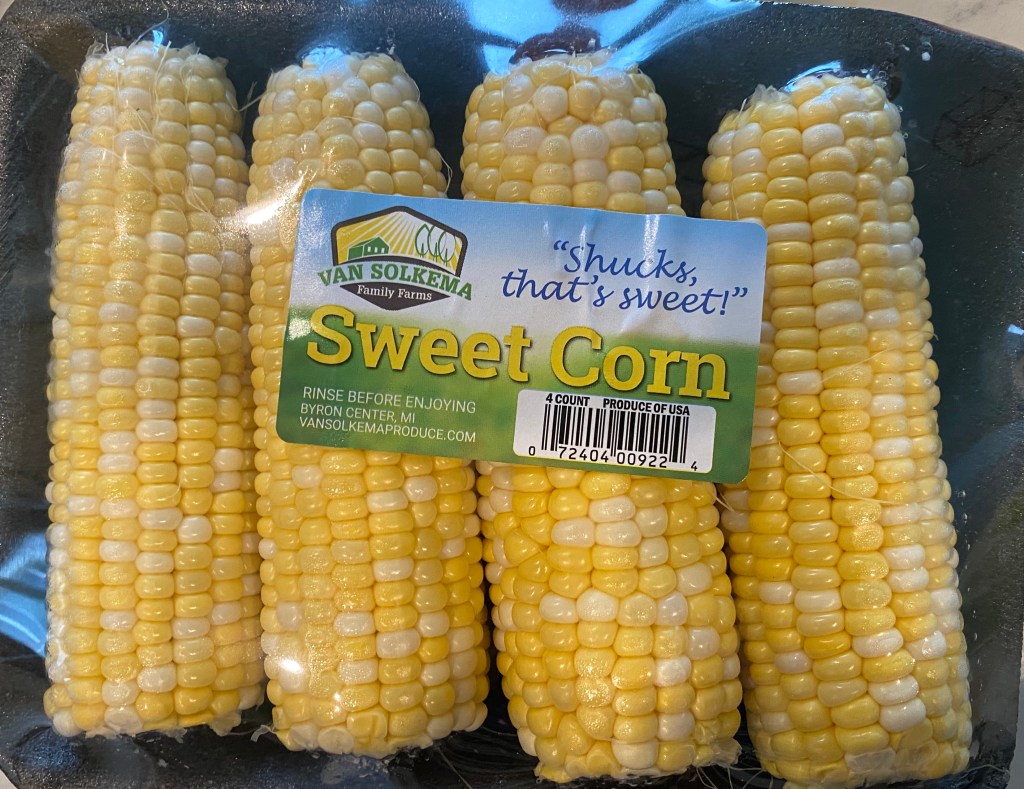 VAN SOLKEMA
Family Farms
“Shucks,
that’s sweet!”
Sweet Corn
RINSE BEFORE ENJOYING
BYRON CENTER, MI
VANSOLKEMAPRODUCE.COM
4 COUNT PRODUCE OF USA
0 72404 00922 4